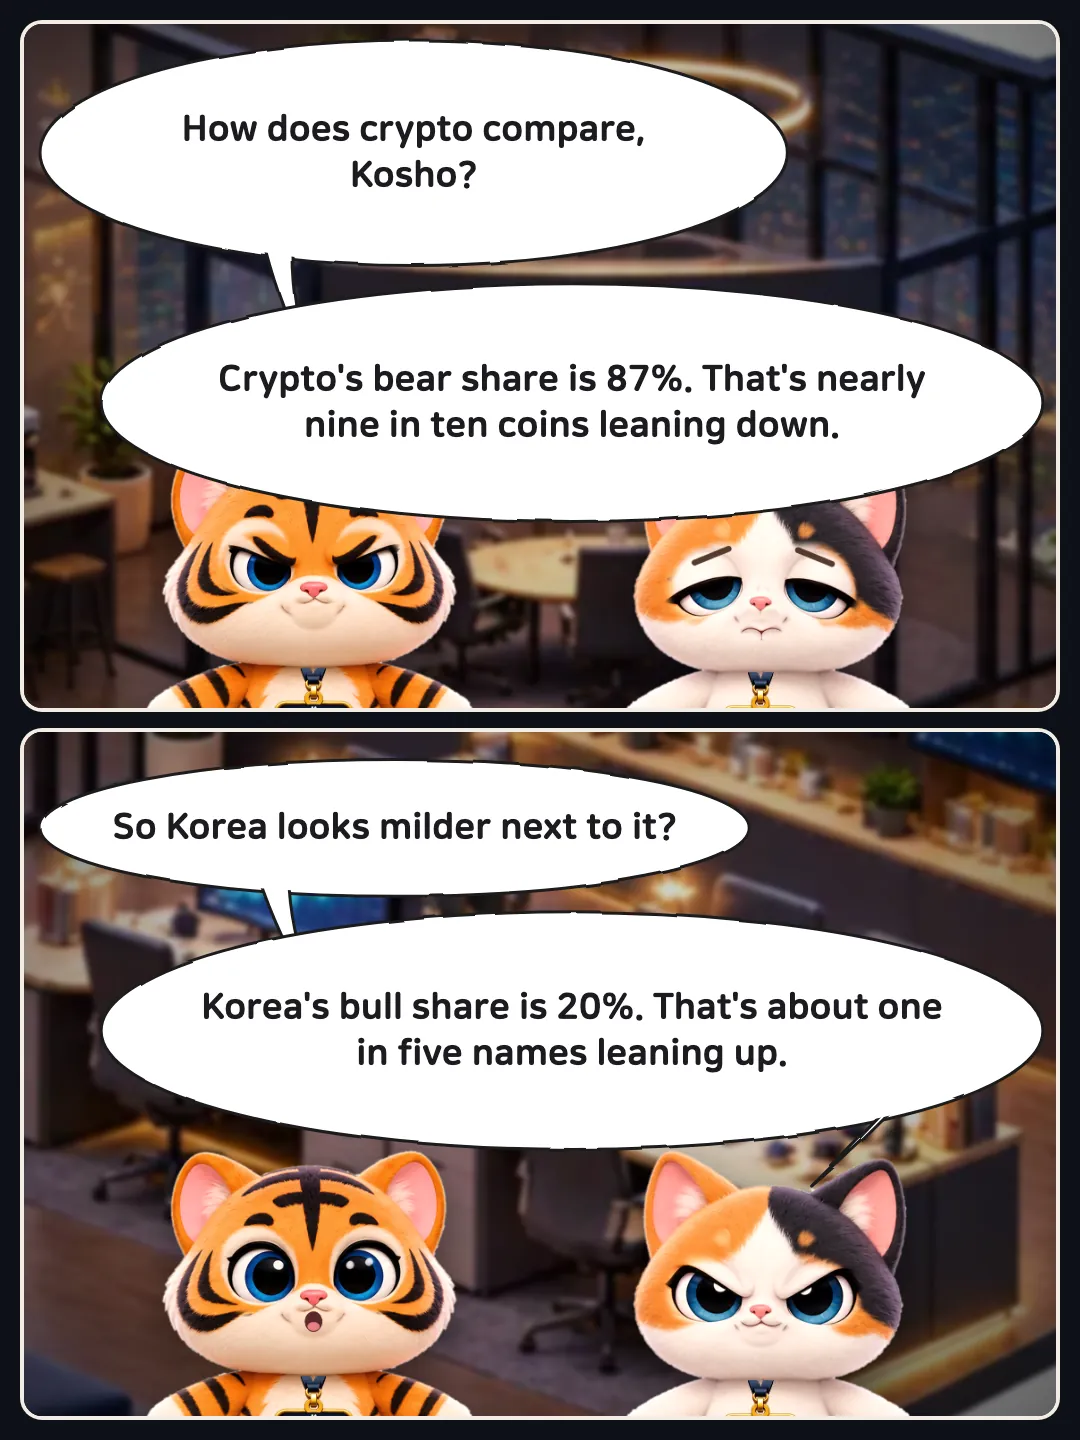 How does crypto compare,
Kosho?
Crypto's bear share is 87%. That's nearly
nine in ten coins leaning down.
So Korea looks milder next to it?
Korea's bull share is 20%. That's about one
in five names leaning up.